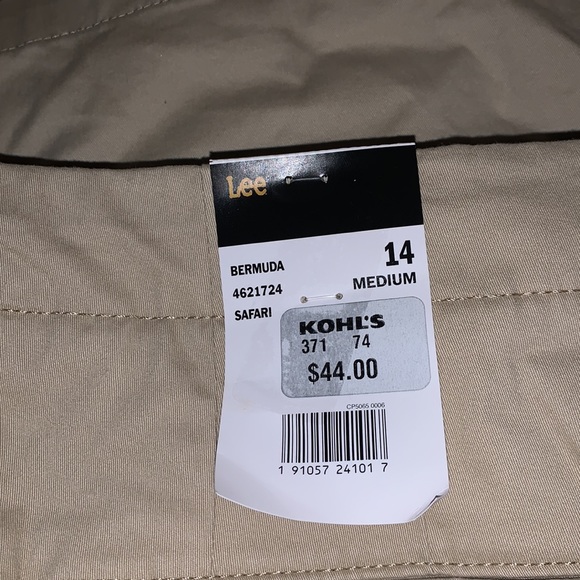 Lee
14
BERMUDA
MEDIUM
4621724
SAFARI
KOHL'S
371 74
$44.00
CPS065 0006
1 91057 24101 7